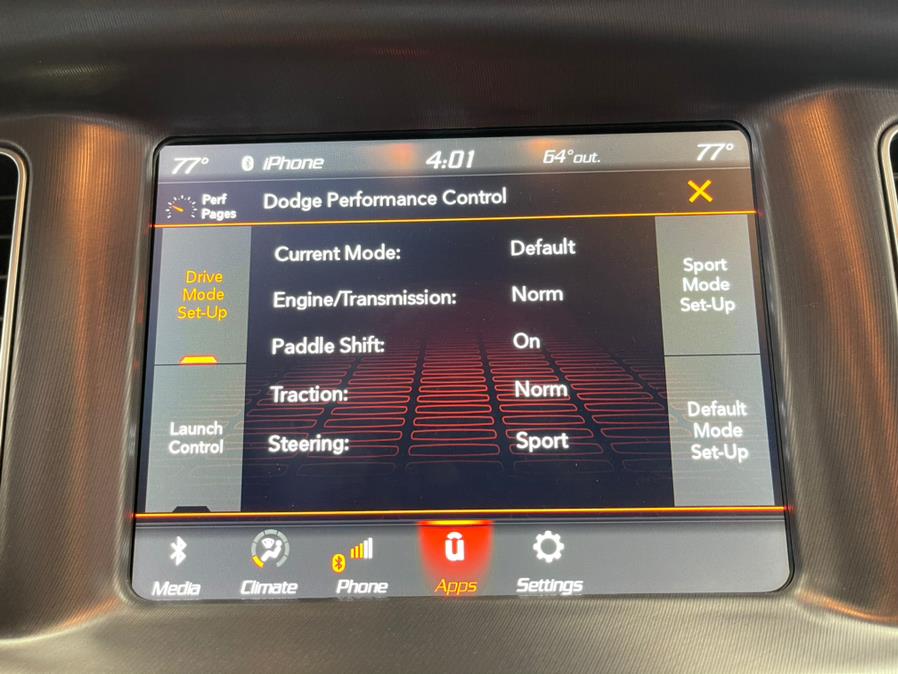 77° iPhone 4:01 64°out. 77°
Perf
Pages
Dodge Performance Control
Drive
Mode
Set-Up
Launch
Control
Current Mode: Default
Engine/Transmission: Norm
Paddle Shift: On
Traction: Norm
Steering: Sport
Sport
Mode
Set-Up
Default
Mode
Set-Up
Media Climate Phone Apps Settings